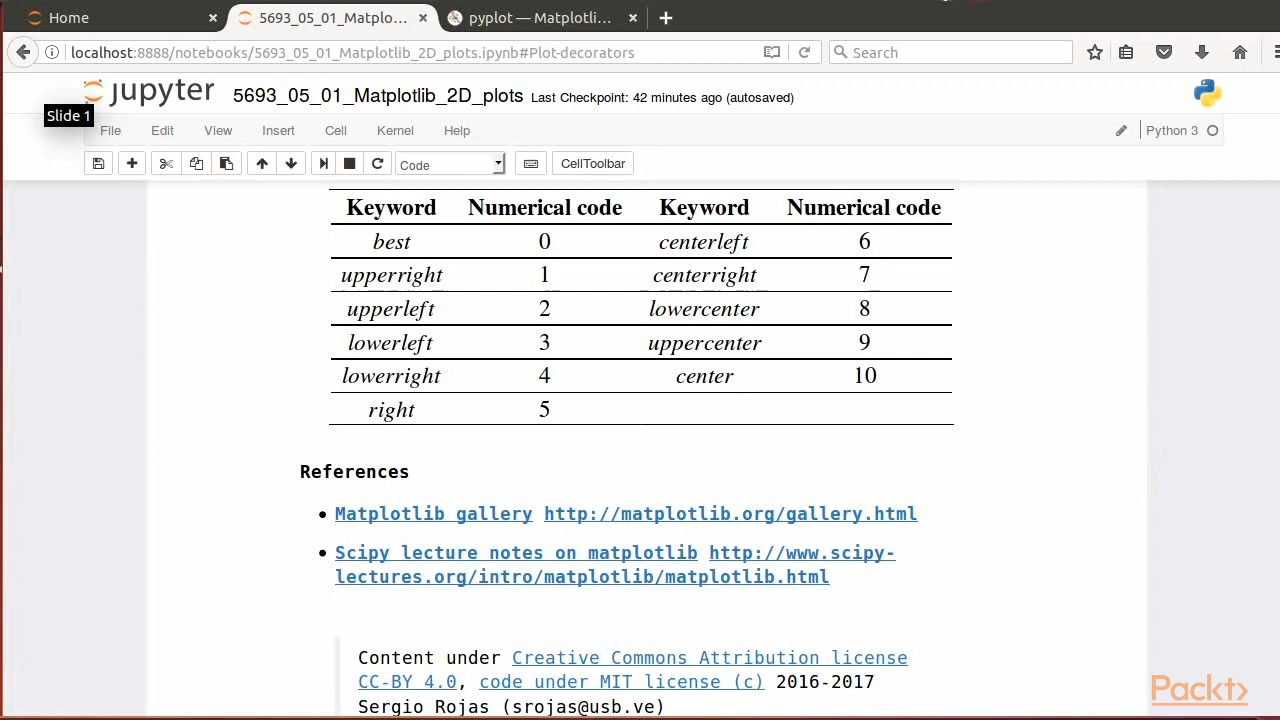 Home
5693_05_01_Matplo...
pyplot — Matplotli...
localhost:8888/notebooks/5693_05_01_Matplotlib_2D_plots.ipynb#Plot-decorators
Search
jupyter 5693_05_01_Matplotlib_2D_plots Last Checkpoint: 42 minutes ago (autosaved)
Slide 1
File Edit View Insert Cell Kernel Help
Python 3
Code CellToolbar
Keyword Numerical code Keyword Numerical code
best 0 centerleft 6
upperright 1 centerright 7
upperleft 2 lowercenter 8
lowerleft 3 uppercenter 9
lowerright 4 center 10
right 5
References
• Matplotlib gallery http://matplotlib.org/gallery.html
• Scipy lecture notes on matplotlib http://www.scipy-
lectures.org/intro/matplotlib/matplotlib.html
Content under Creative Commons Attribution license
CC-BY 4.0, code under MIT license (c) 2016-2017
Sergio Rojas (srojas@usb.ve)
Packt>